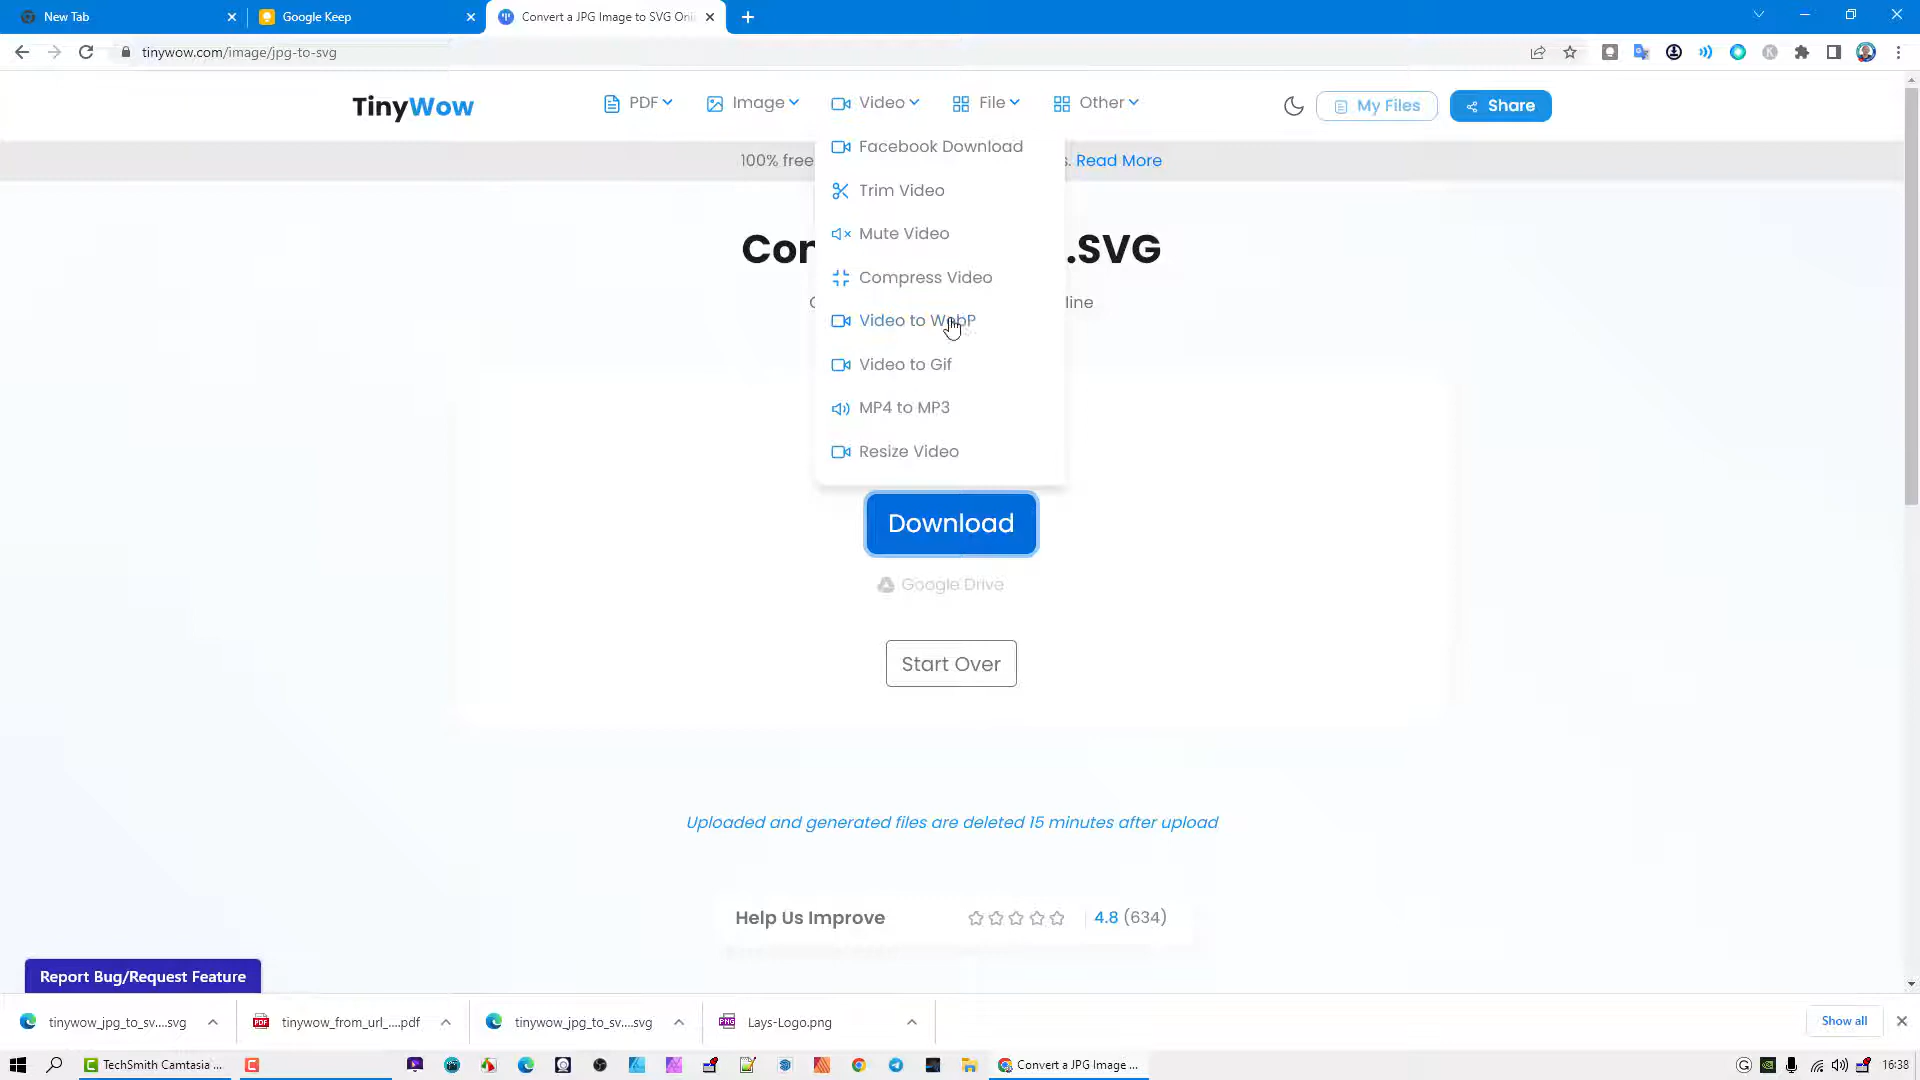 New Tab
Google Keep
Convert a JPG Image to SVG Onli
tinywow.com/image/jpg-to-svg
TinyWow
PDF
Image
Video
File
Other
My Files
Share
100% free
s. Read More
Facebook Download
Trim Video
Mute Video
Con .SVG
Compress Video
line
Video to WebP
Video to Gif
MP4 to MP3
Resize Video
Download
Google Drive
Start Over
Uploaded and generated files are deleted 15 minutes after upload
Help Us Improve
4.8 (634)
Report Bug/Request Feature
tinywow_jpg_to_sv....svg
tinywow_from_url_....pdf
tinywow_jpg_to_sv....svg
Lays-Logo.png
Show all
TechSmith Camtasia ...
Convert a JPG Image ...
16:38